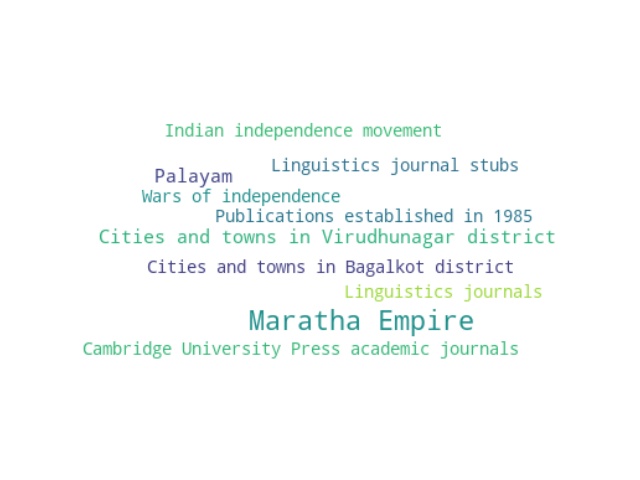 Indian independence movement
Linguistics journal stubs
Palayam
Wars of independence
Publications established in 1985
Cities and towns in Virudhunagar district
Cities and towns in Bagalkot district
Linguistics journals
Maratha Empire
Cambridge University Press academic journals